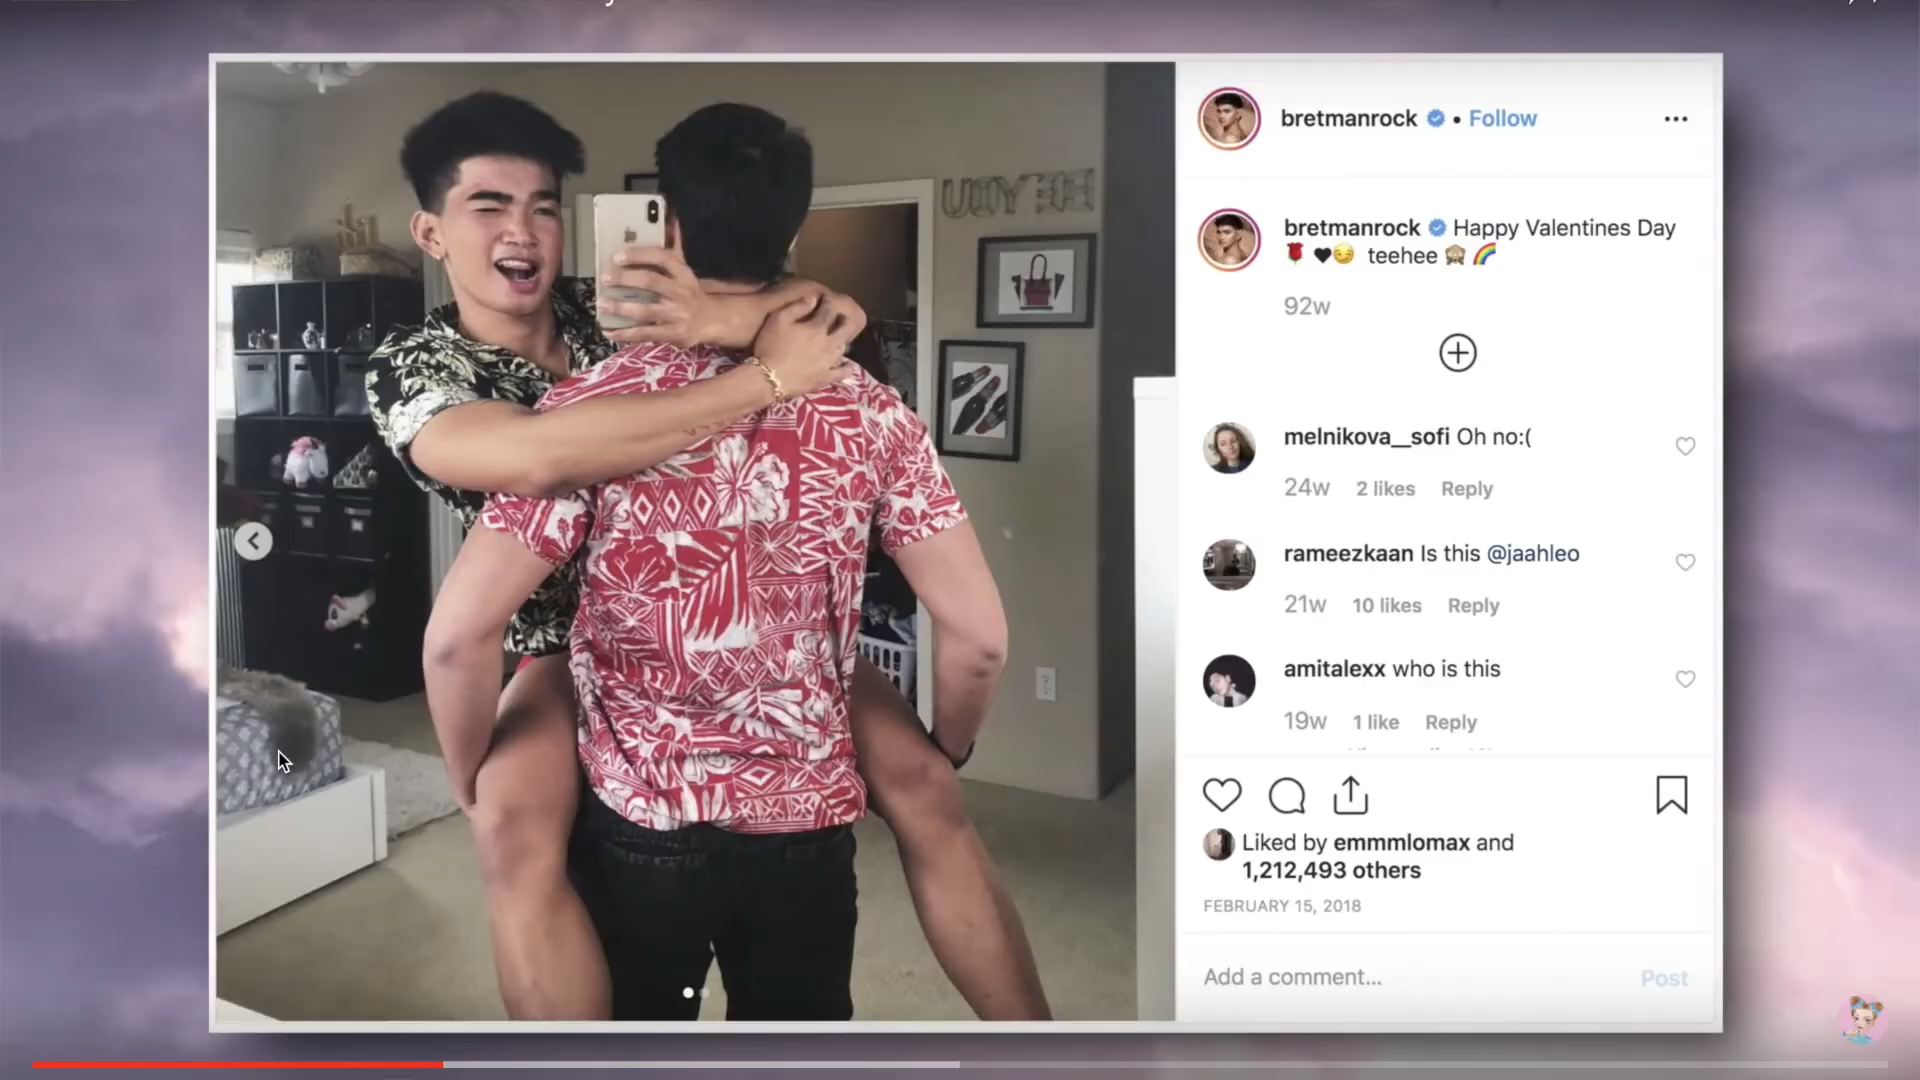 bretmanrock • Follow
bretmanrock Happy Valentines Day
🌹 🖤😏 teehee 🙈 🌈
92w
melnikova__sofi Oh no:(
24w 2 likes Reply
rameezkaan Is this @jaahleo
21w 10 likes Reply
amitalexx who is this
19w 1 like Reply
Liked by emmmlomax and
1,212,493 others
FEBRUARY 15, 2018
Add a comment... Post